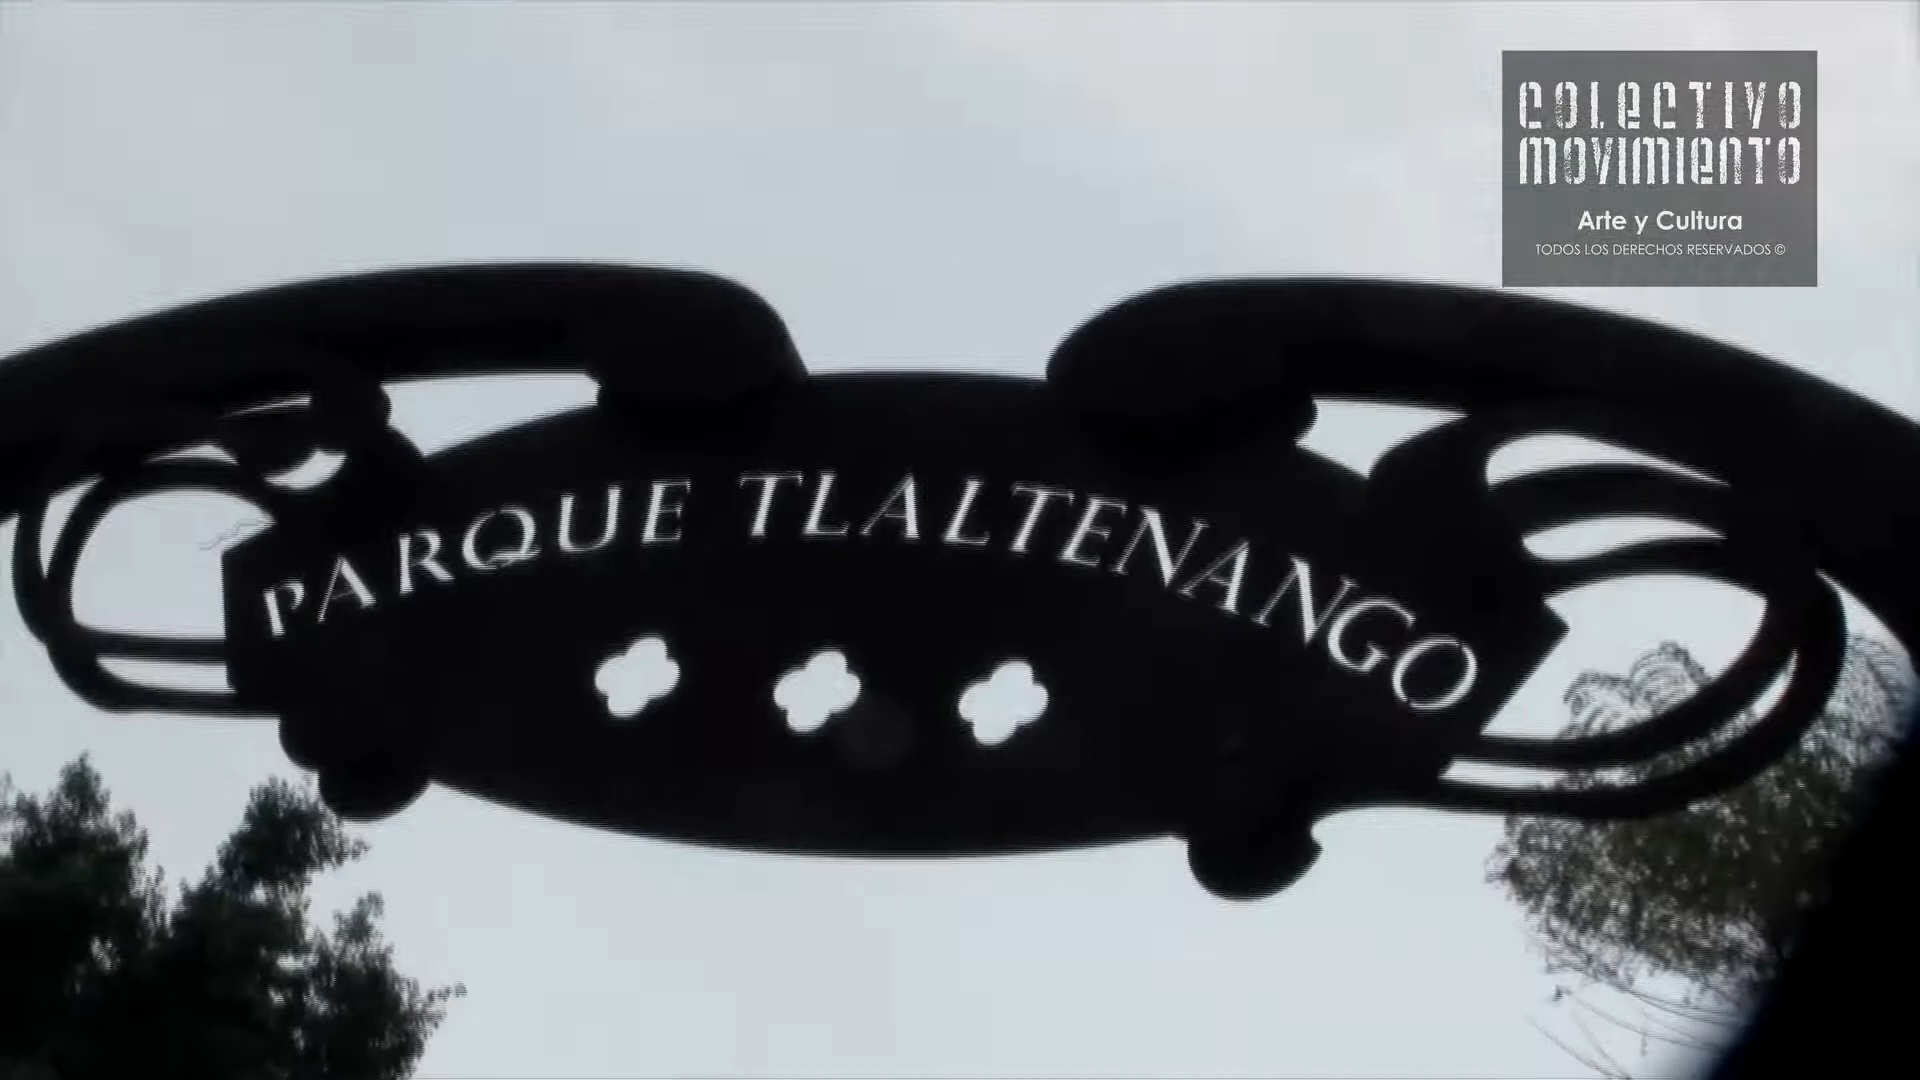 COLECTIVO
MOVIMIENTO
Arte y Cultura
TODOS LOS DERECHOS RESERVADOS ©
PARQUE TLALTENANGO